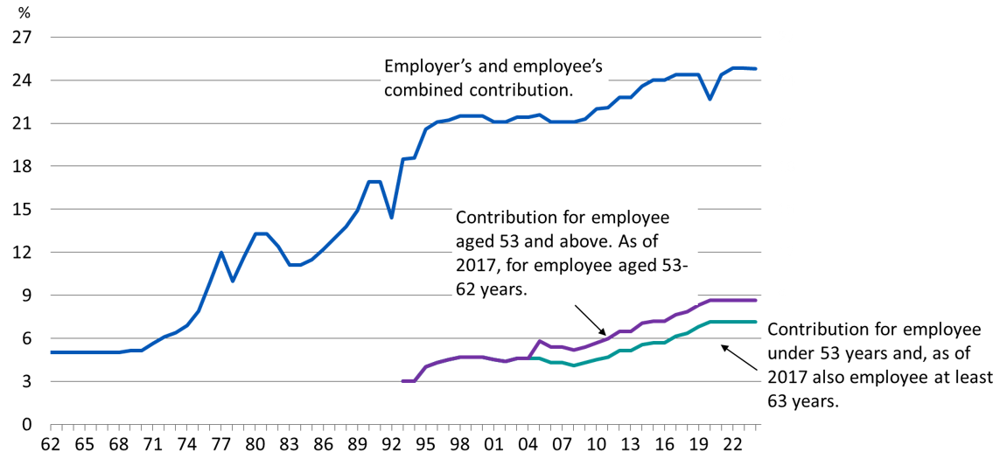 %
27
24
21
18
15
12
9
6
3
0
Employer’s and employee’s
combined contribution.
Contribution for employee
aged 53 and above. As of
2017, for employee aged 53-
62 years.
Contribution for employee
under 53 years and, as of
2017 also employee at least
63 years.
62 65 68 71 74 77 80 83 86 89 92 95 98 01 04 07 10 13 16 19 22